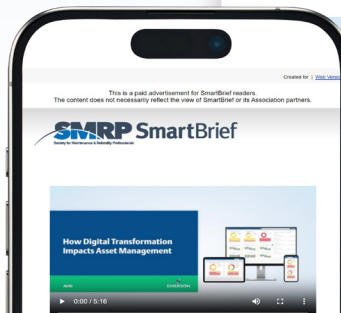 Created for | Web Version
This is a paid advertisement for SmartBrief readers.
The content does not necessarily reflect the view of SmartBrief or its Association partners.
SMRP SmartBrief
Society for Maintenance & Reliability Professionals
How Digital Transformation
Impacts Asset Management
EMERSON
0:00 / 5:16